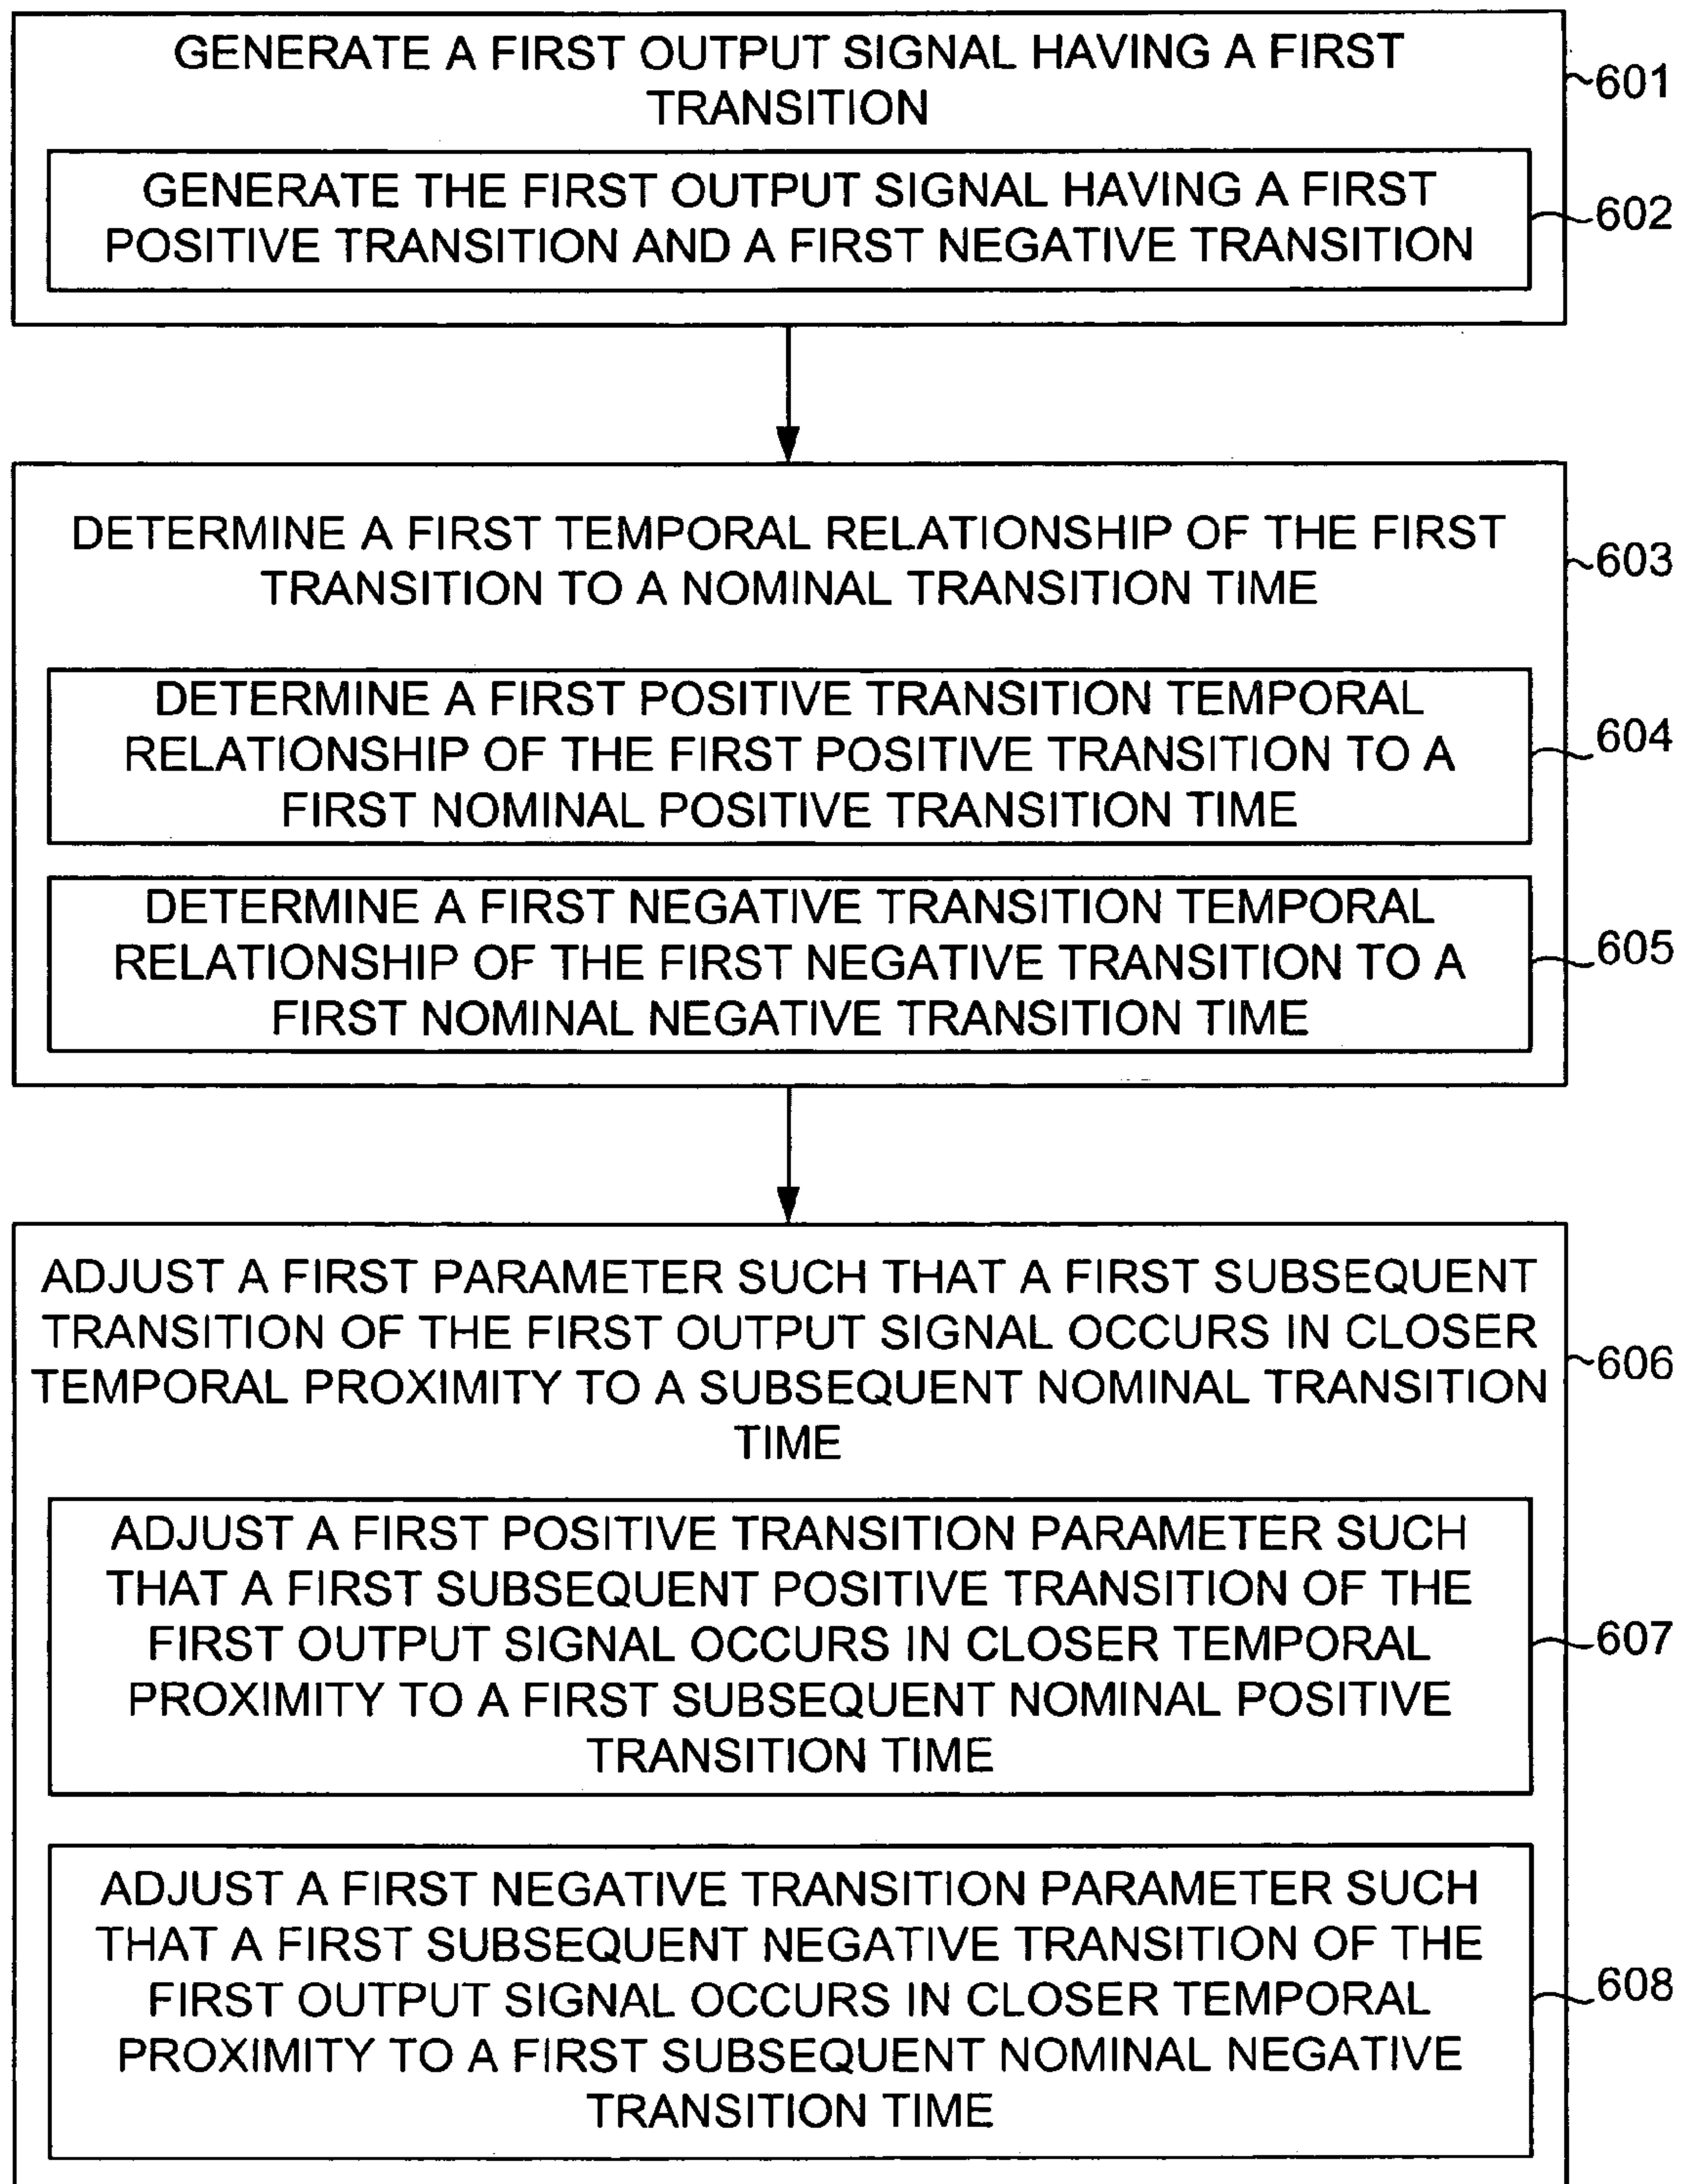 GENERATE A FIRST OUTPUT SIGNAL HAVING A FIRST
TRANSITION
601
GENERATE THE FIRST OUTPUT SIGNAL HAVING A FIRST
POSITIVE TRANSITION AND A FIRST NEGATIVE TRANSITION
602
DETERMINE A FIRST TEMPORAL RELATIONSHIP OF THE FIRST
TRANSITION TO A NOMINAL TRANSITION TIME
603
DETERMINE A FIRST POSITIVE TRANSITION TEMPORAL
RELATIONSHIP OF THE FIRST POSITIVE TRANSITION TO A
FIRST NOMINAL POSITIVE TRANSITION TIME
604
DETERMINE A FIRST NEGATIVE TRANSITION TEMPORAL
RELATIONSHIP OF THE FIRST NEGATIVE TRANSITION TO A
FIRST NOMINAL NEGATIVE TRANSITION TIME
605
ADJUST A FIRST PARAMETER SUCH THAT A FIRST SUBSEQUENT
TRANSITION OF THE FIRST OUTPUT SIGNAL OCCURS IN CLOSER
TEMPORAL PROXIMITY TO A SUBSEQUENT NOMINAL TRANSITION
TIME
606
ADJUST A FIRST POSITIVE TRANSITION PARAMETER SUCH
THAT A FIRST SUBSEQUENT POSITIVE TRANSITION OF THE
FIRST OUTPUT SIGNAL OCCURS IN CLOSER TEMPORAL
PROXIMITY TO A FIRST SUBSEQUENT NOMINAL POSITIVE
TRANSITION TIME
607
ADJUST A FIRST NEGATIVE TRANSITION PARAMETER SUCH
THAT A FIRST SUBSEQUENT NEGATIVE TRANSITION OF THE
FIRST OUTPUT SIGNAL OCCURS IN CLOSER TEMPORAL
PROXIMITY TO A FIRST SUBSEQUENT NOMINAL NEGATIVE
TRANSITION TIME
608